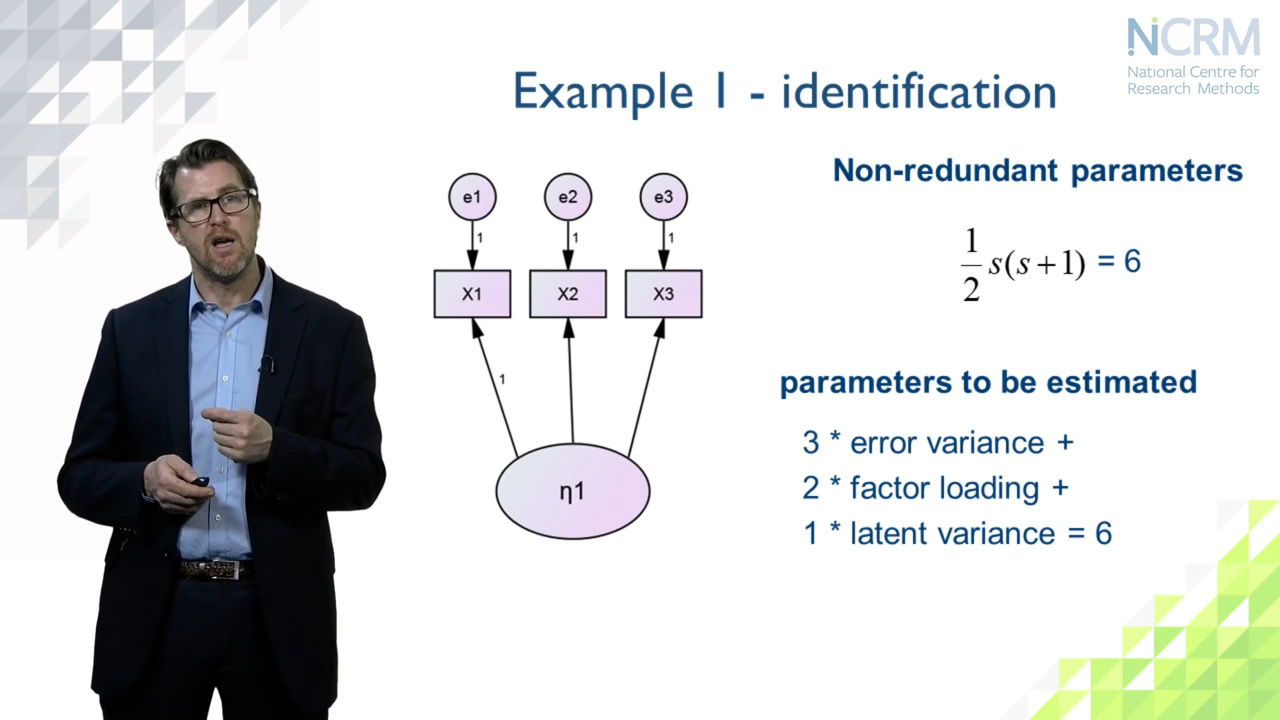 NCRM
National Centre for
Research Methods
Example 1 - identification
Non-redundant parameters
e1 e2 e3
1 1 1
X1 X2 X3
1
η1
1/2 s(s+1) = 6
parameters to be estimated
3 * error variance +
2 * factor loading +
1 * latent variance = 6